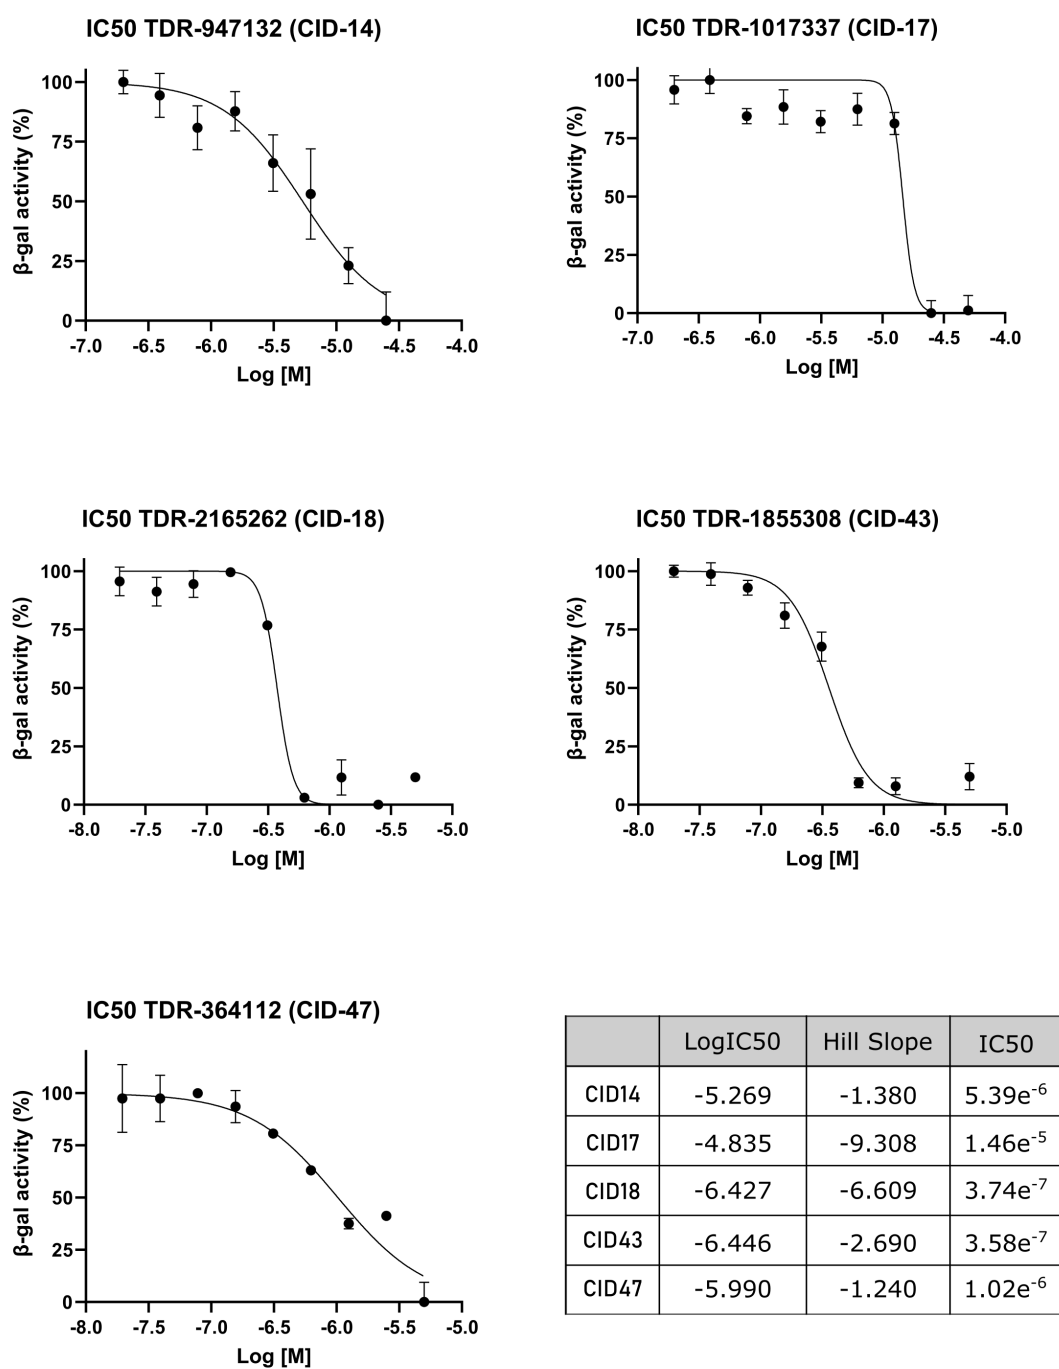 IC50 TDR-947132 (CID-14)
β-gal activity (%)
100
75
50
25
0
-7.0 -6.5 -6.0 -5.5 -5.0 -4.5 -4.0
Log [M]
IC50 TDR-1017337 (CID-17)
β-gal activity (%)
100
75
50
25
0
-7.0 -6.5 -6.0 -5.5 -5.0 -4.5 -4.0
Log [M]
IC50 TDR-2165262 (CID-18)
β-gal activity (%)
100
75
50
25
0
-8.0 -7.5 -7.0 -6.5 -6.0 -5.5 -5.0
Log [M]
IC50 TDR-1855308 (CID-43)
β-gal activity (%)
100
75
50
25
0
-8.0 -7.5 -7.0 -6.5 -6.0 -5.5 -5.0
Log [M]
IC50 TDR-364112 (CID-47)
β-gal activity (%)
100
75
50
25
0
-8.0 -7.5 -7.0 -6.5 -6.0 -5.5 -5.0
Log [M]
LogIC50 Hill Slope IC50
CID14 -5.269 -1.380 5.39e⁻⁶
CID17 -4.835 -9.308 1.46e⁻⁵
CID18 -6.427 -6.609 3.74e⁻⁷
CID43 -6.446 -2.690 3.58e⁻⁷
CID47 -5.990 -1.240 1.02e⁻⁶